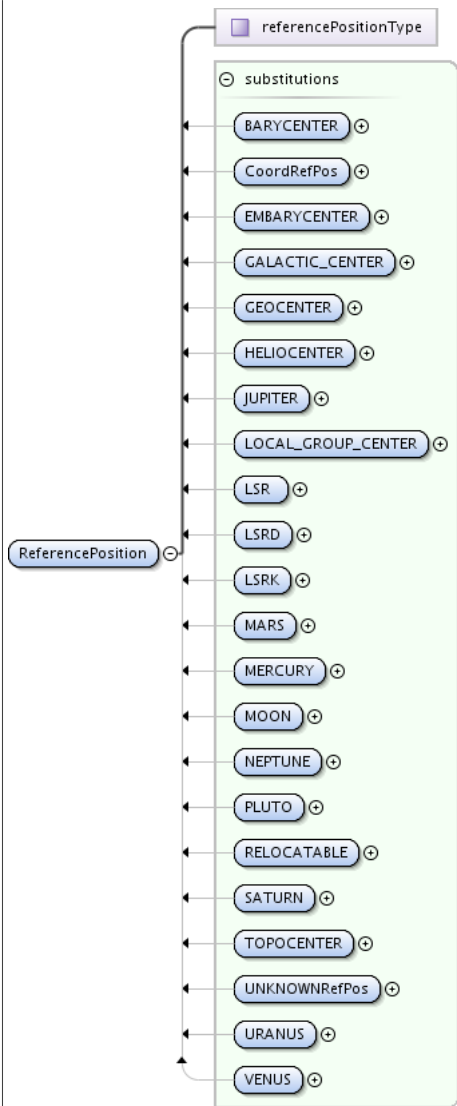 referencePositionType
substitutions
BARYCENTER
CoordRefPos
EMBARYCENTER
GALACTIC_CENTER
GEOCENTER
HELIOCENTER
JUPITER
LOCAL_GROUP_CENTER
LSR
LSRD
ReferencePosition
LSRK
MARS
MERCURY
MOON
NEPTUNE
PLUTO
RELOCATABLE
SATURN
TOPOCENTER
UNKNOWNRefPos
URANUS
VENUS